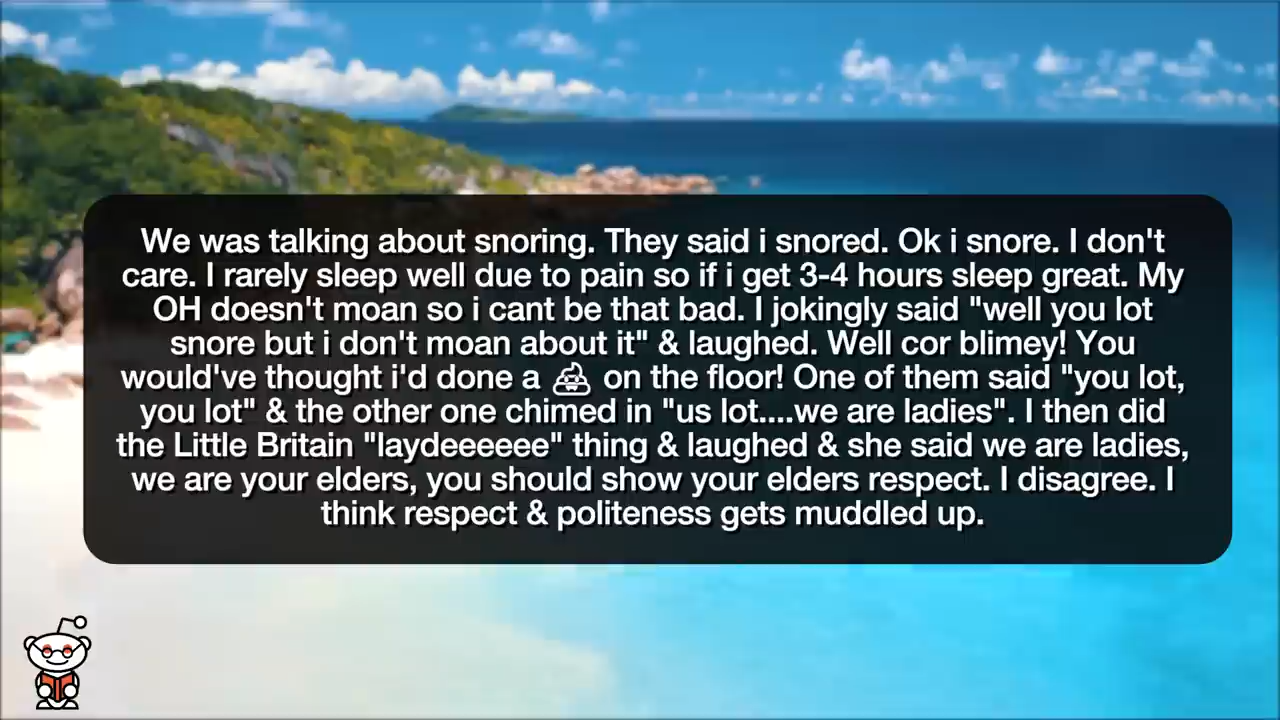 We was talking about snoring. They said i snored. Ok i snore. I don't
care. I rarely sleep well due to pain so if i get 3-4 hours sleep great. My
OH doesn't moan so i cant be that bad. I jokingly said "well you lot
snore but i don't moan about it" & laughed. Well cor blimey! You
would've thought i'd done a 💩 on the floor! One of them said "you lot,
you lot" & the other one chimed in "us lot....we are ladies". I then did
the Little Britain "laydeeeeee" thing & laughed & she said we are ladies,
we are your elders, you should show your elders respect. I disagree. I
think respect & politeness gets muddled up.